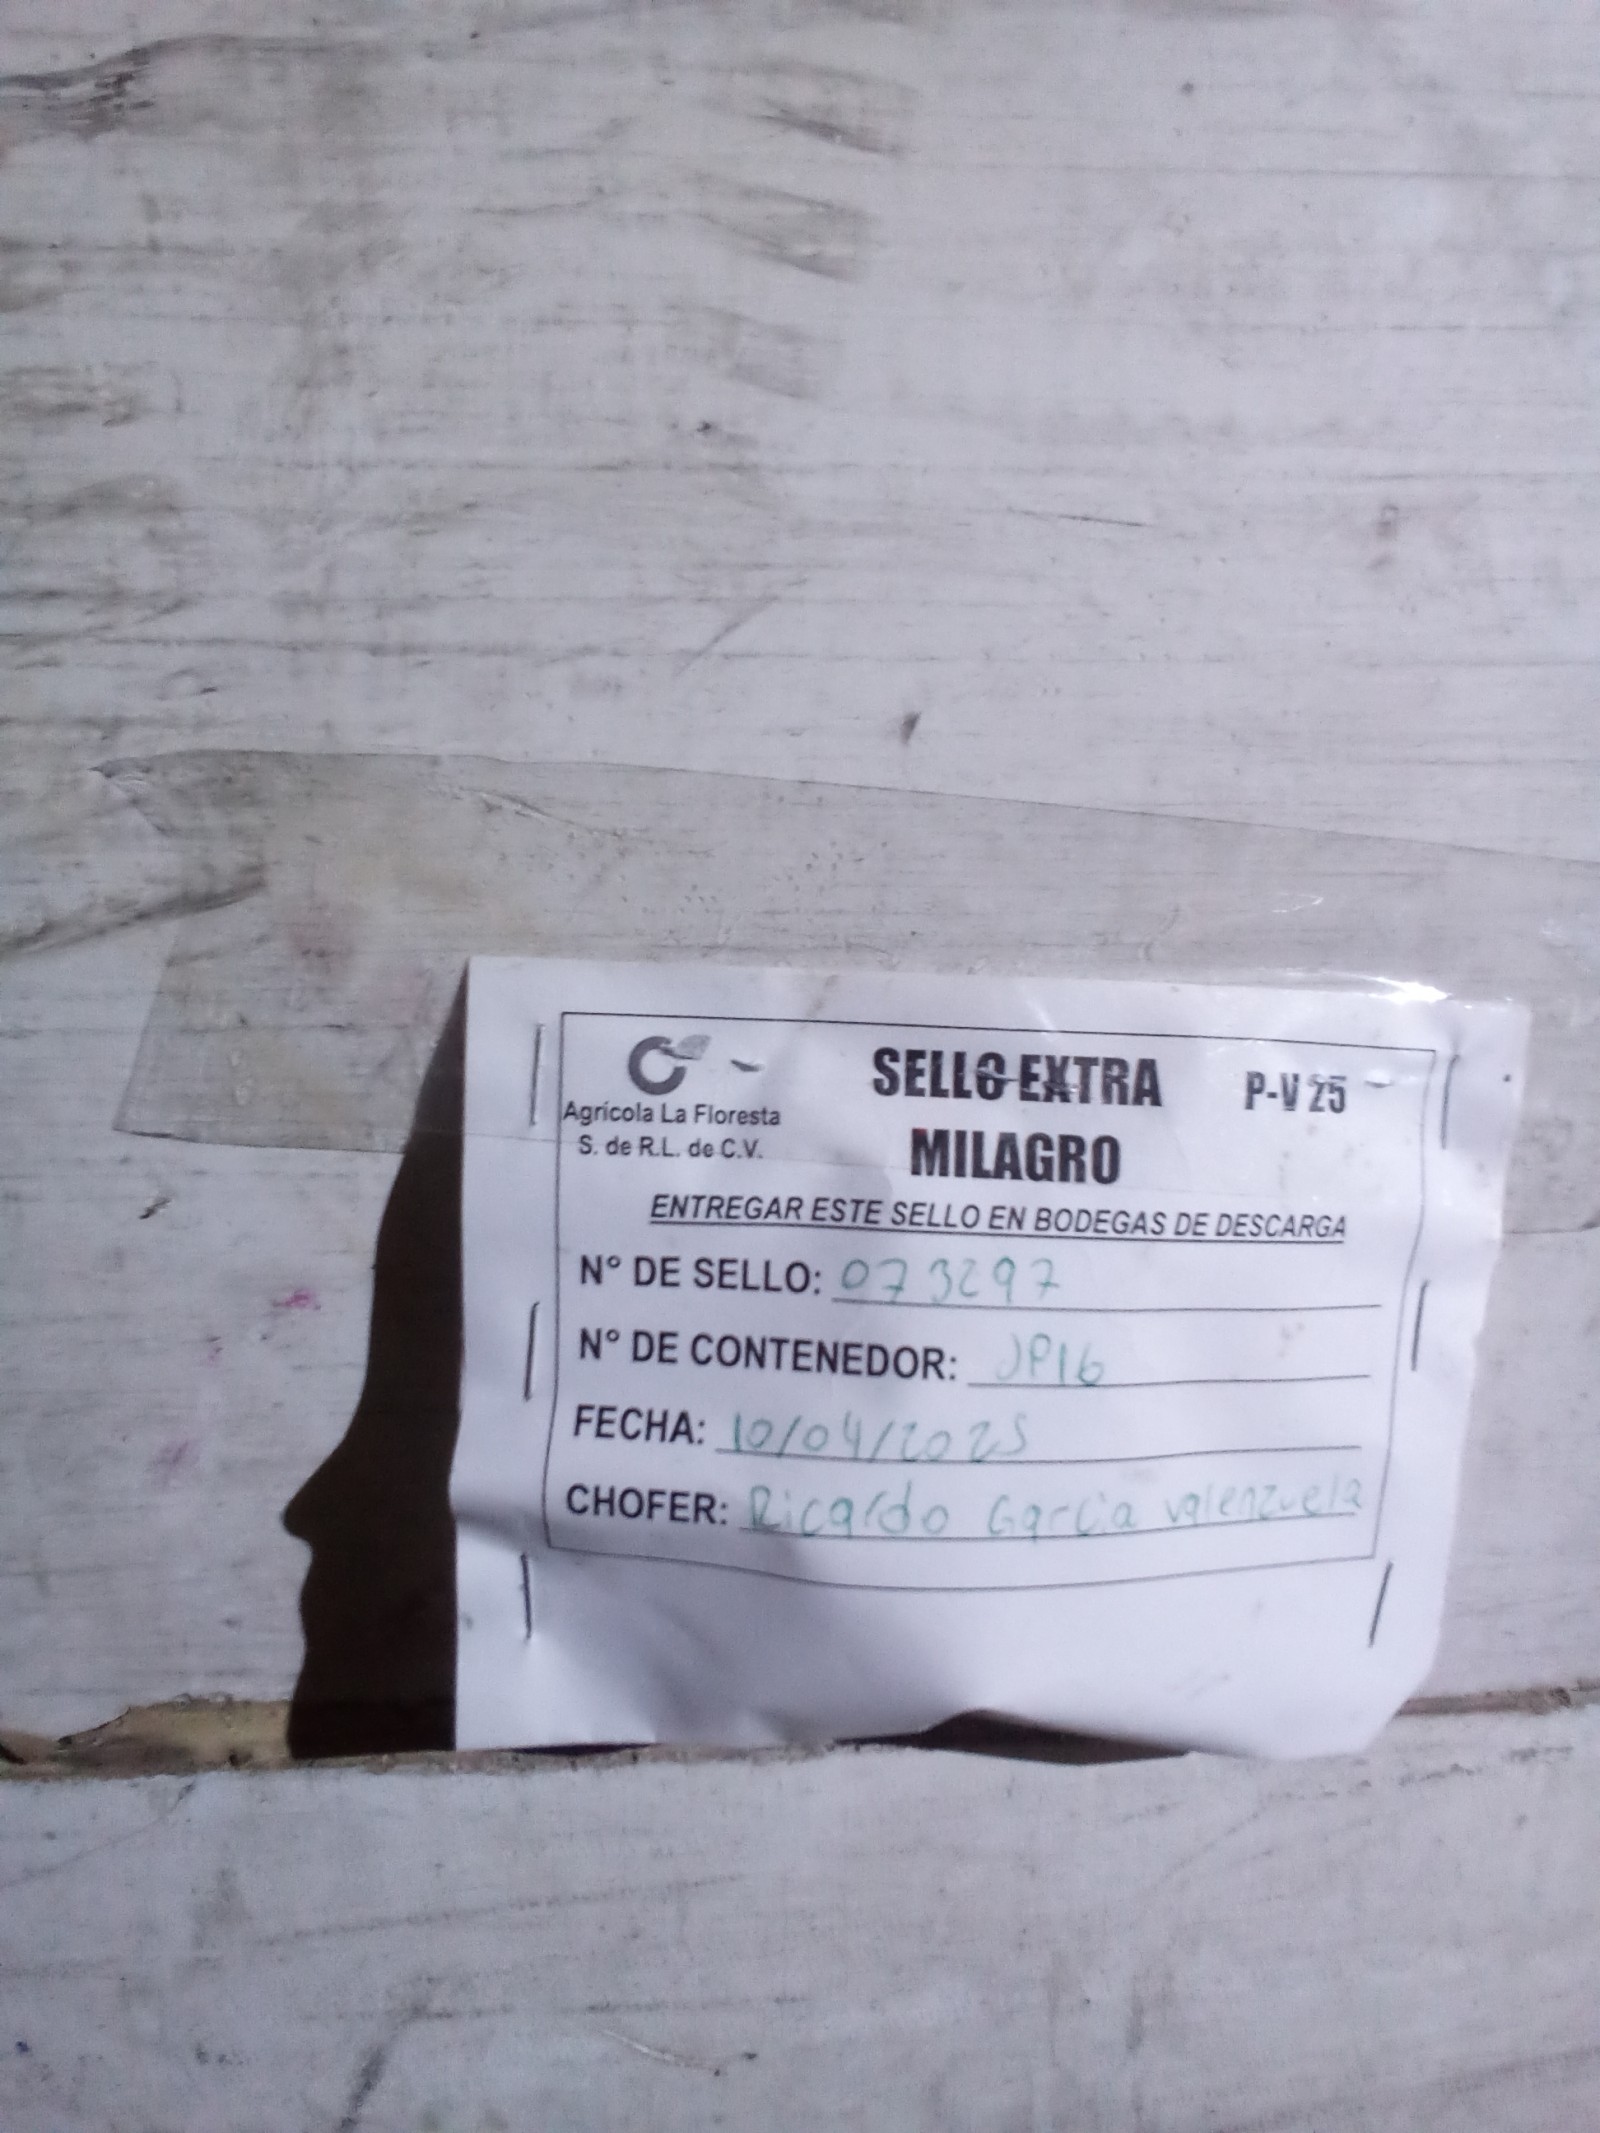 SELLO EXTRA P-V 25
Agrícola La Floresta
S. de R.L. de C.V.
MILAGRO
ENTREGAR ESTE SELLO EN BODEGAS DE DESCARGA
N° DE SELLO: 073297
N° DE CONTENEDOR: JP16
FECHA: 10/04/2025
CHOFER: Ricardo Garcia valenzuela